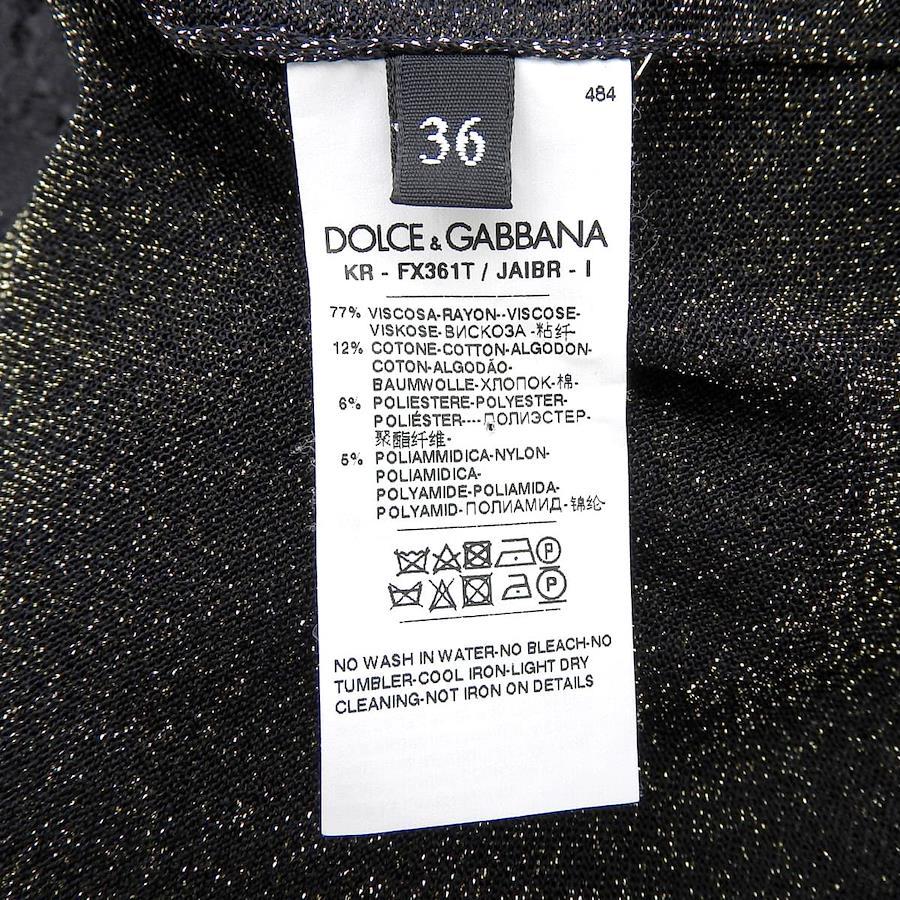 484
36
DOLCE & GABBANA
KR - FX361T / JAIBR - I
77% VISCOSA-RAYON--VISCOSE-
VISKOSE-ВИСКОЗА -粘纤-
12% COTONE-COTTON-ALGODON-
COTON-ALGODÃO-
BAUMWOLLE-ХЛОПОК-棉-
6% POLIESTERE-POLYESTER-
POLIÉSTER----ПОЛИЭСТЕР-
聚酯纤维-
5% POLIAMMIDICA-NYLON-
POLIAMIDICA-
POLYAMIDE-POLIAMIDA-
POLYAMID-ПОЛИАМИД-锦纶-
P
P
NO WASH IN WATER-NO BLEACH-NO
TUMBLER-COOL IRON-LIGHT DRY
CLEANING-NOT IRON ON DETAILS